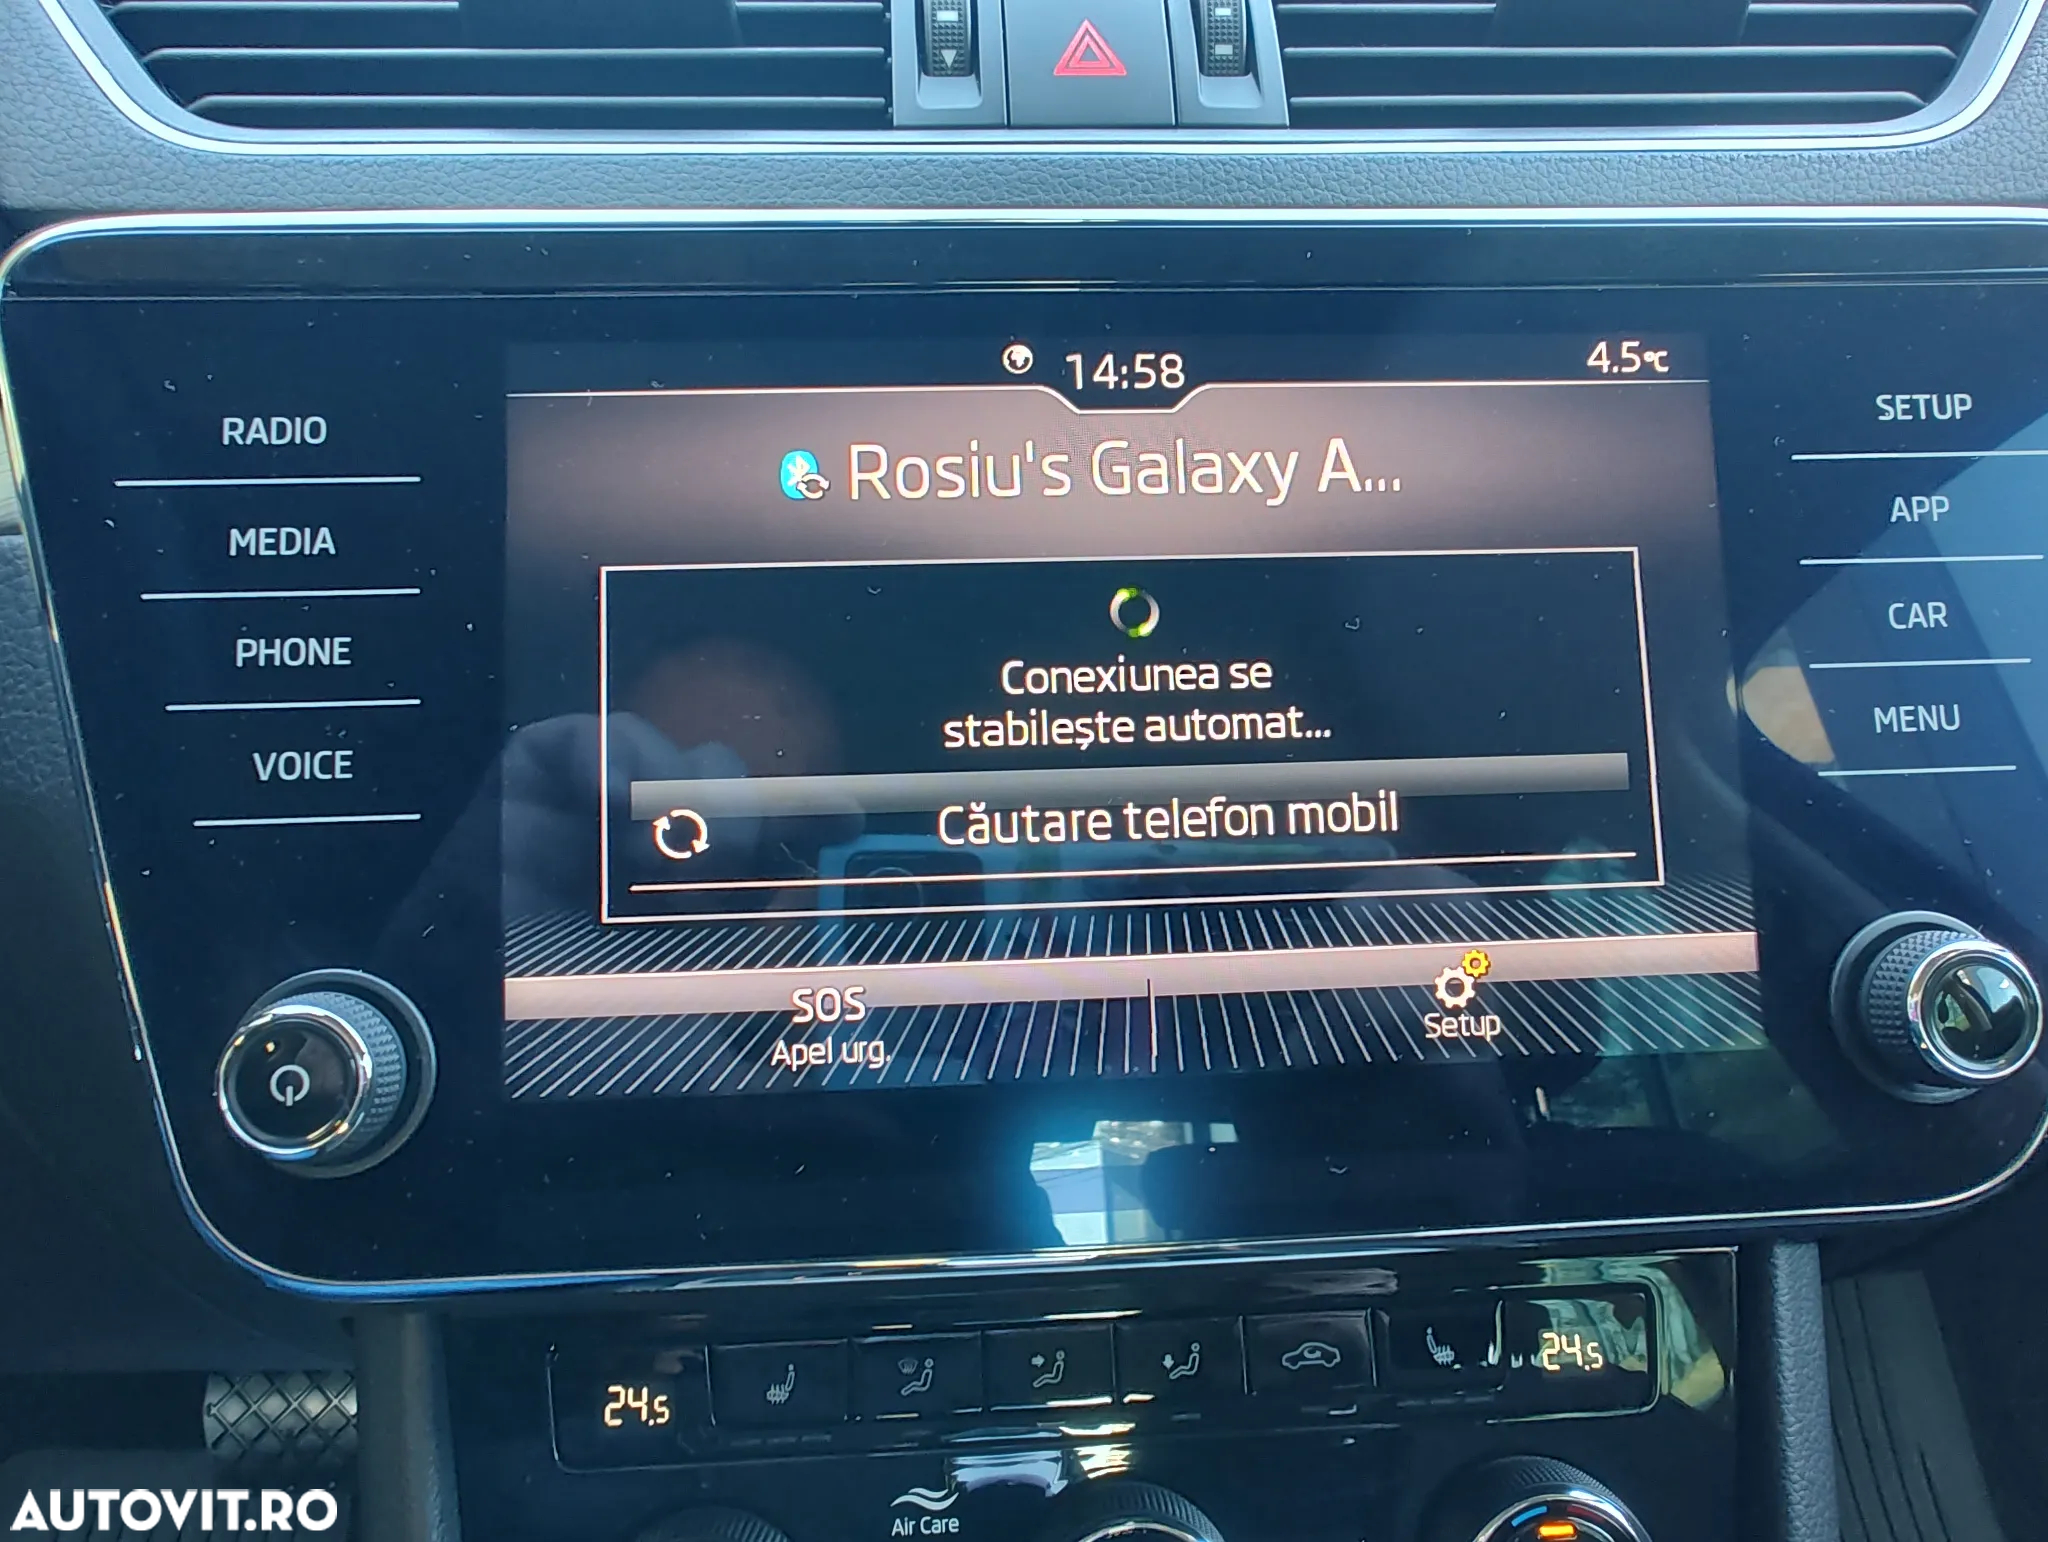 14:58
4.5°C
RADIO
MEDIA
PHONE
VOICE
SETUP
APP
CAR
MENU
Rosiu's Galaxy A...
Conexiunea se
stabilește automat...
Căutare telefon mobil
SOS
Apel urg.
Setup
24.5
24.5
Air Care
AUTOVIT.RO